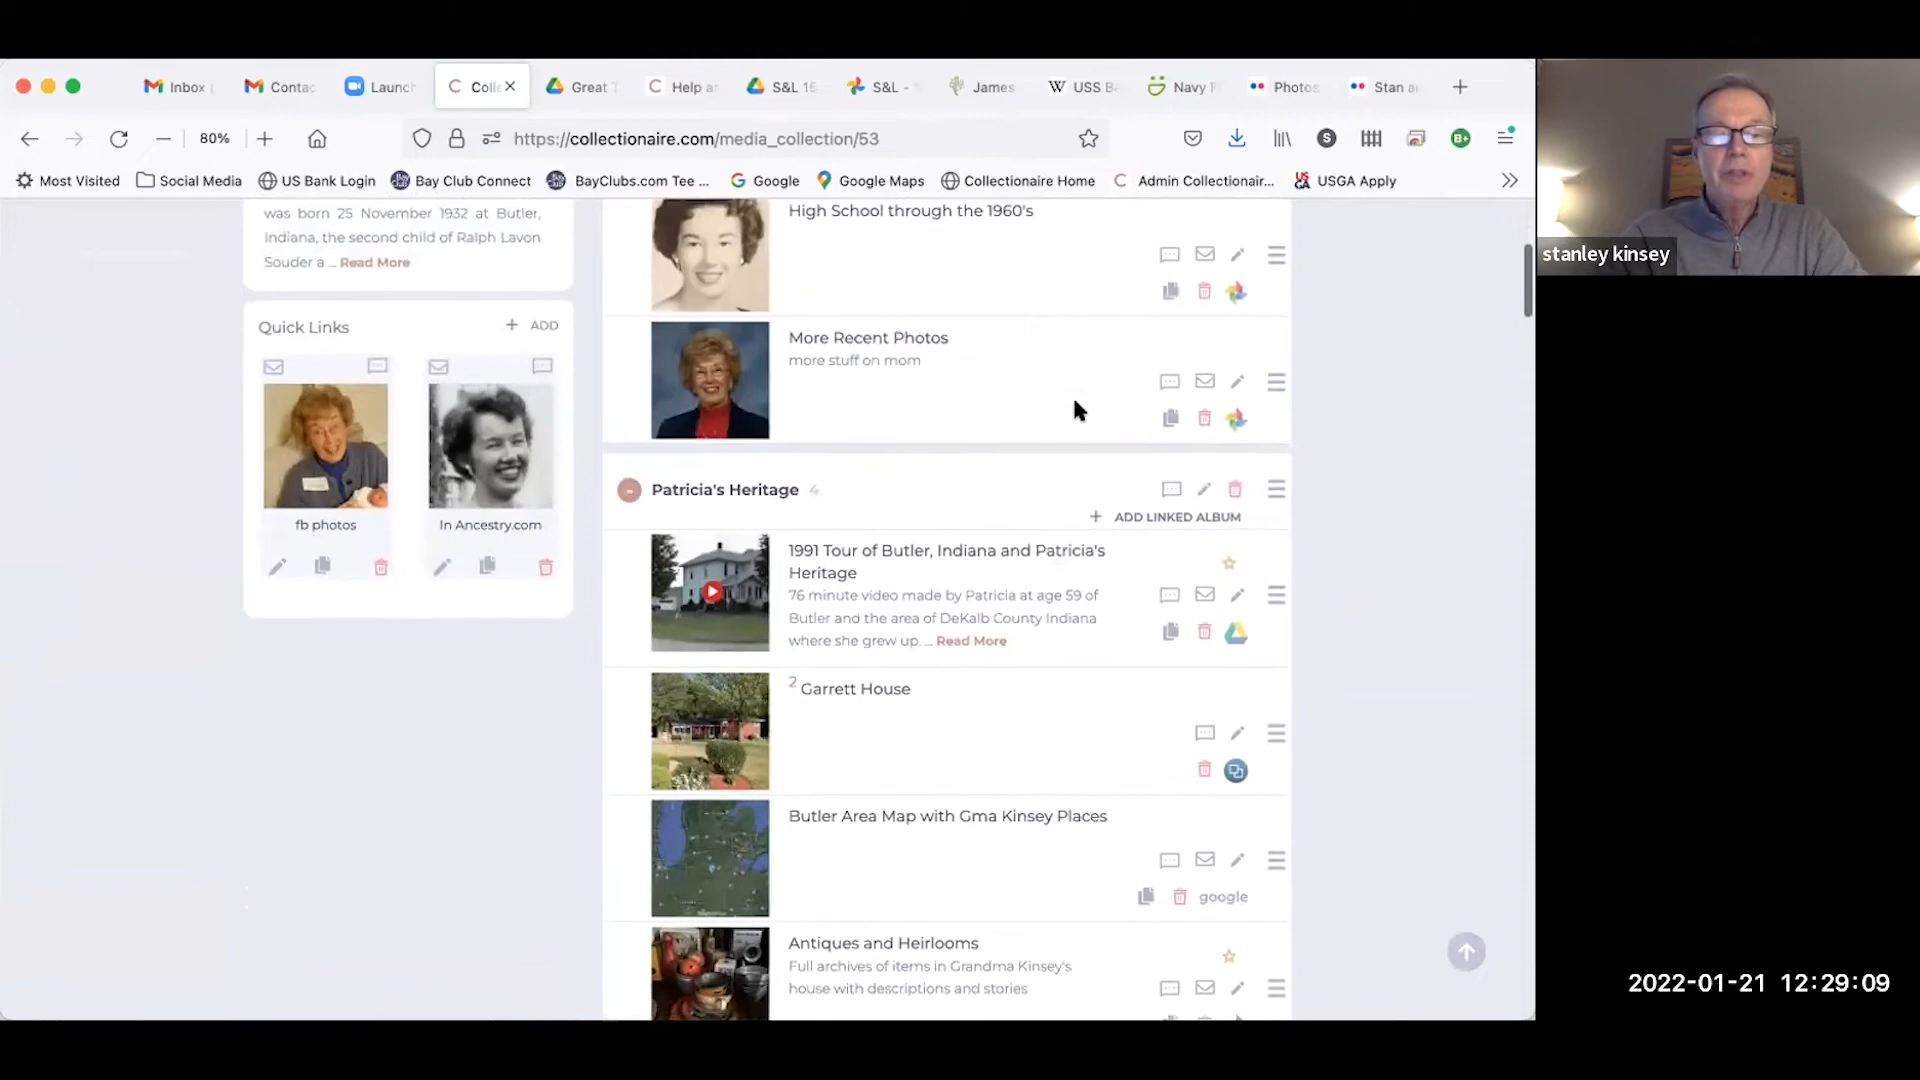 Inbox
Contac
Launch
Colle
Great T
Help an
S&L 16
S&L -
James
W USS Ba
Navy
Photos
Stan an
80%
https://collectionaire.com/media_collection/53
S
B+
Most Visited
Social Media
US Bank Login
Bay Club Connect
BayClubs.com Tee ...
Google
Google Maps
Collectionaire Home
Admin Collectionair...
USGA Apply
was born 25 November 1932 at Butler,
Indiana, the second child of Ralph Lavon
Souder a ... Read More
Quick Links
+ ADD
fb photos
In Ancestry.com
High School through the 1960's
More Recent Photos
more stuff on mom
Patricia's Heritage 4
+ ADD LINKED ALBUM
1991 Tour of Butler, Indiana and Patricia's
Heritage
76 minute video made by Patricia at age 59 of
Butler and the area of DeKalb County Indiana
where she grew up. ... Read More
2 Garrett House
Butler Area Map with Gma Kinsey Places
google
Antiques and Heirlooms
Full archives of items in Grandma Kinsey's
house with descriptions and stories
stanley kinsey
2022-01-21 12:29:09